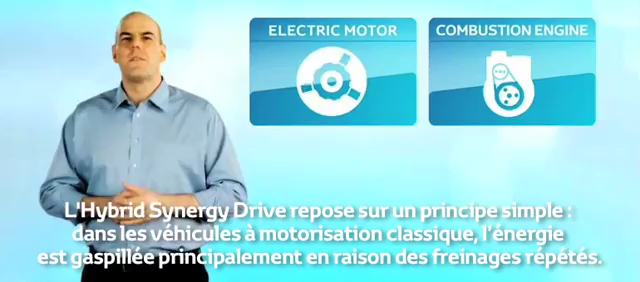 ELECTRIC MOTOR
COMBUSTION ENGINE
L'Hybrid Synergy Drive repose sur un principe simple :
dans les véhicules à motorisation classique, l'énergie
est gaspillée principalement en raison des freinages répétés.